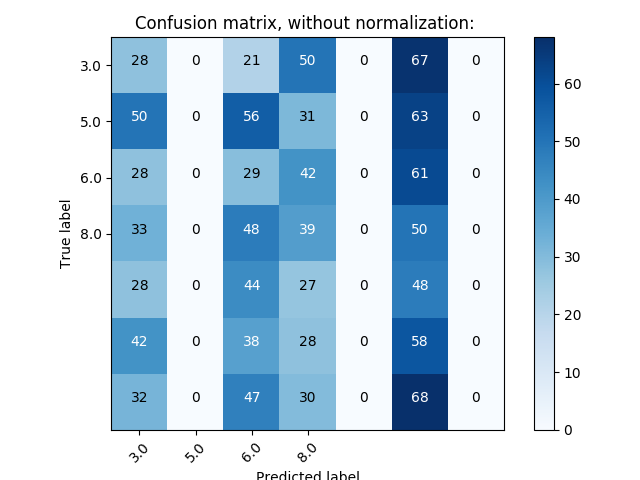 Confusion matrix, without normalization:
3.0 28 0 21 50 0 67 0
5.0 50 0 56 31 0 63 0
6.0 28 0 29 42 0 61 0
8.0 33 0 48 39 0 50 0
28 0 44 27 0 48 0
42 0 38 28 0 58 0
32 0 47 30 0 68 0
True label
3.0 5.0 6.0 8.0
Predicted label
60
50
40
30
20
10
0